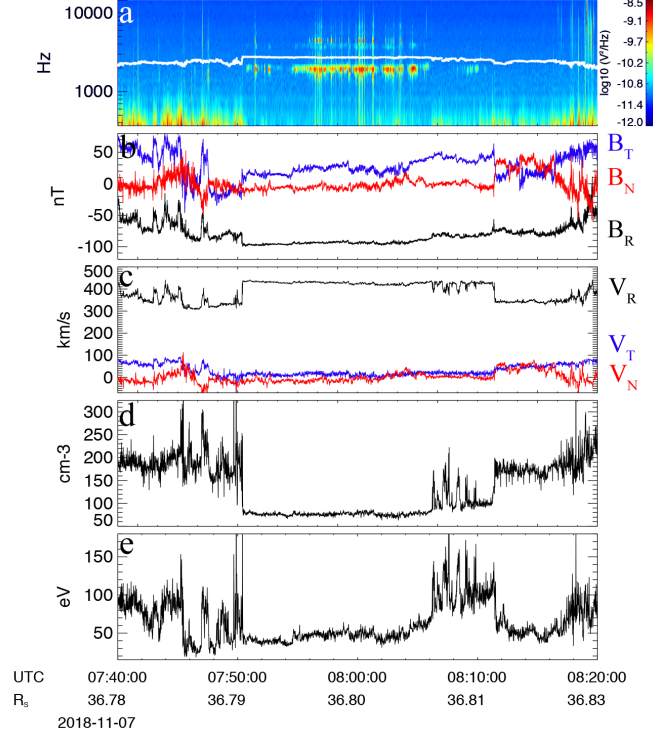 a
10000
1000
Hz
-8.5
-9.7
-10.8
-11.4
-12.0
log10 (V²/Hz)
b
50
0
-50
-100
nT
B_T
B_N
B_R
c
500
400
300
200
100
0
km/s
V_R
V_T
V_N
d
300
250
200
150
100
50
cm-3
e
150
100
50
eV
UTC 07:40:00 07:50:00 08:00:00 08:10:00 08:20:00
R_s 36.78 36.79 36.80 36.81 36.83
2018-11-07